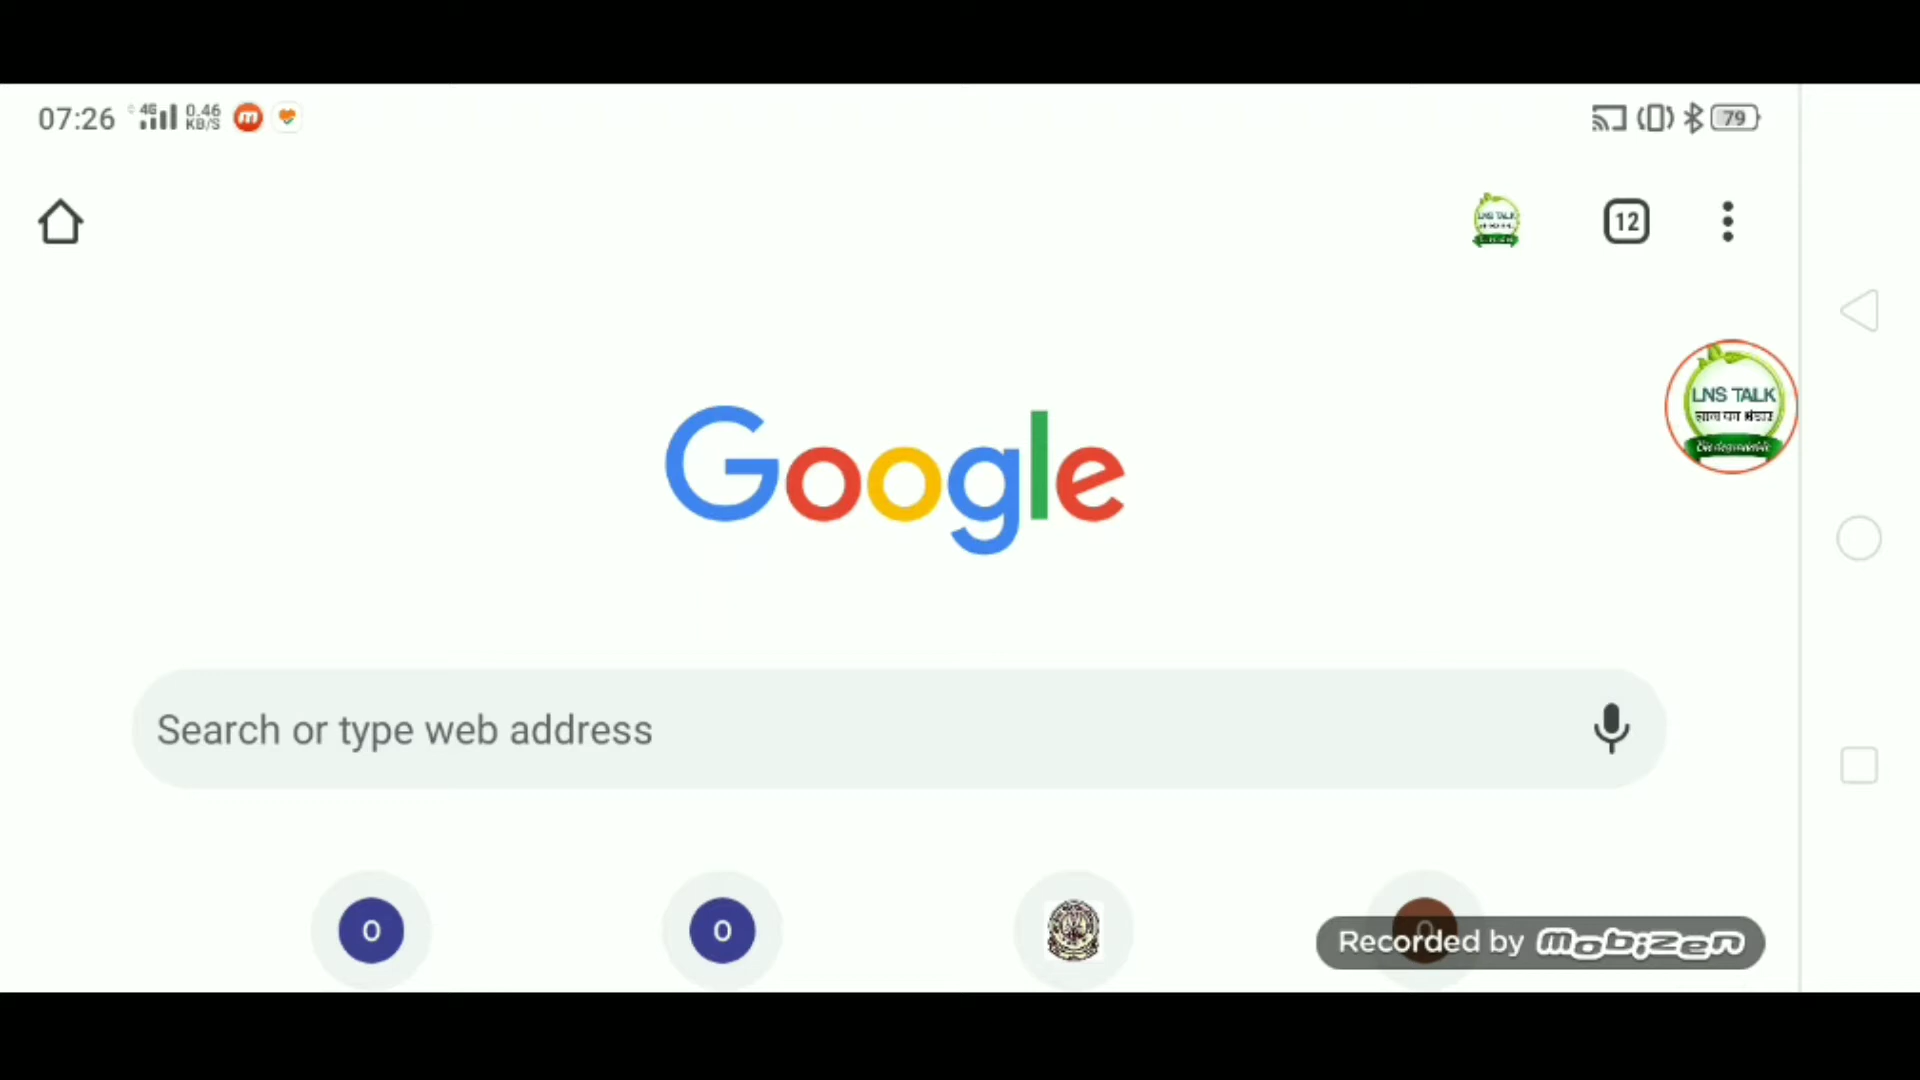 07:26 4G 0.46 KB/S 79
12
LNS TALK
Google
Search or type web address
O O
Recorded by mobizen